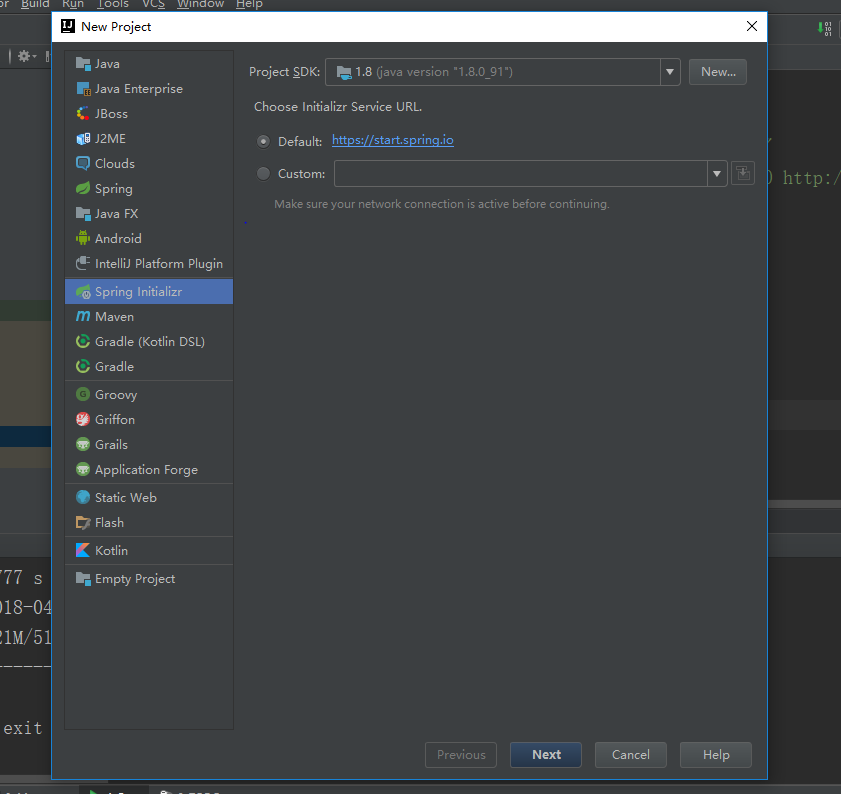 Build Run Tools VCS Window Help
New Project
Java
Java Enterprise
JBoss
J2ME
Clouds
Spring
Java FX
Android
IntelliJ Platform Plugin
Spring Initializr
Maven
Gradle (Kotlin DSL)
Gradle
Groovy
Griffon
Grails
Application Forge
Static Web
Flash
Kotlin
Empty Project
Project SDK: 1.8 (java version "1.8.0_91") New...
Choose Initializr Service URL.
Default: https://start.spring.io
Custom:
Make sure your network connection is active before continuing.
) http:/
777 s
018-04
21M/51
exit
Previous Next Cancel Help